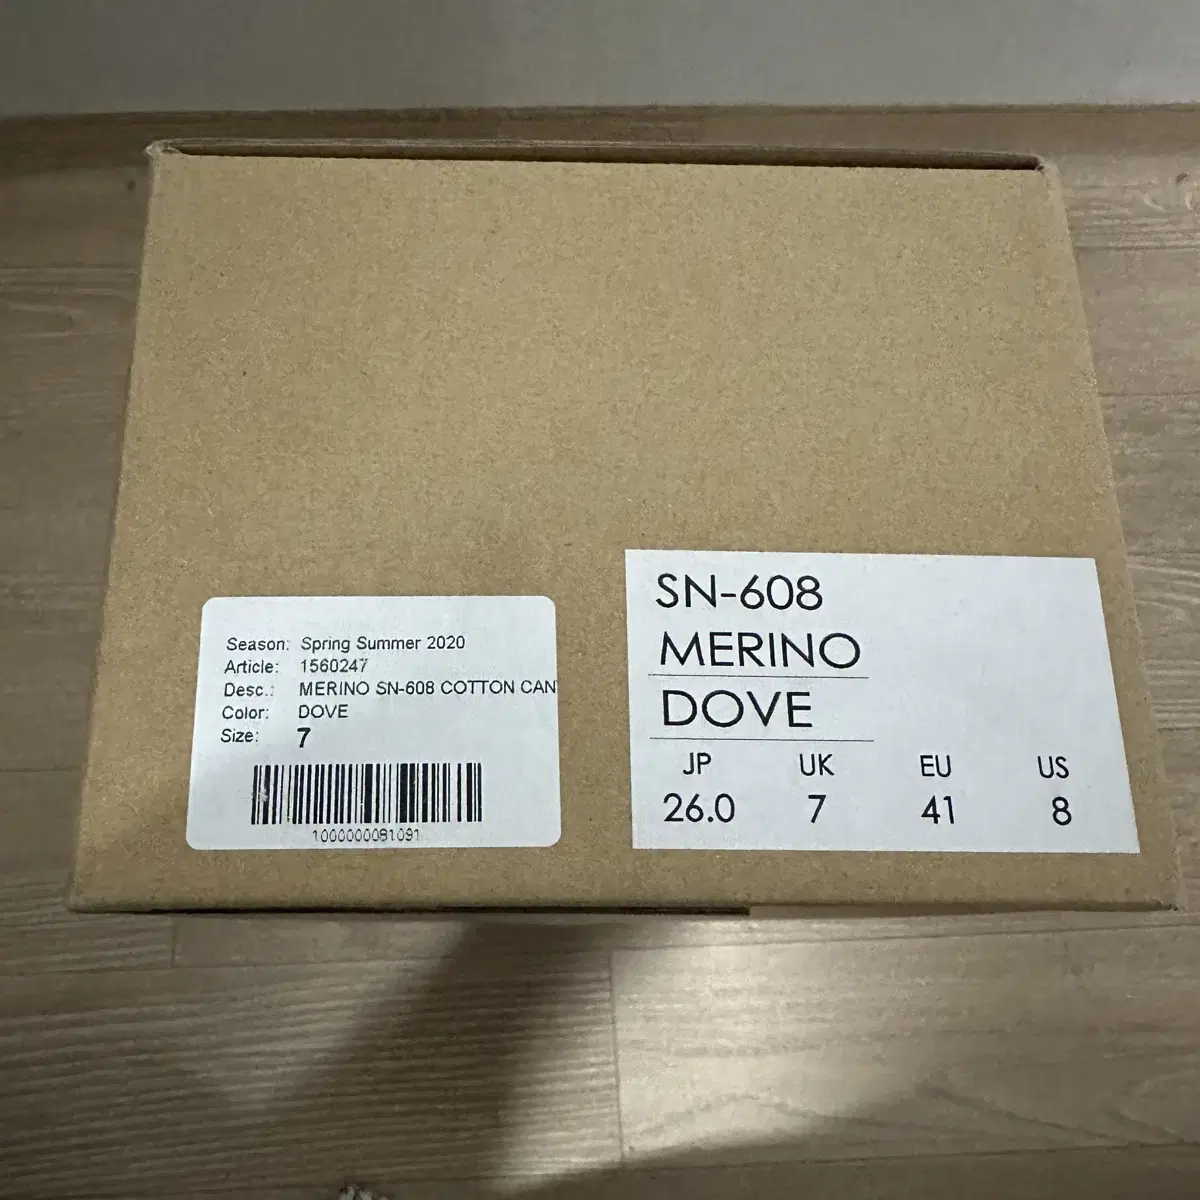 Season: Spring Summer 2020
Article: 1560247
Desc.: MERINO SN-608 COTTON CAN
Color: DOVE
Size: 7
1000000081091
SN-608
MERINO
DOVE
JP UK EU US
26.0 7 41 8